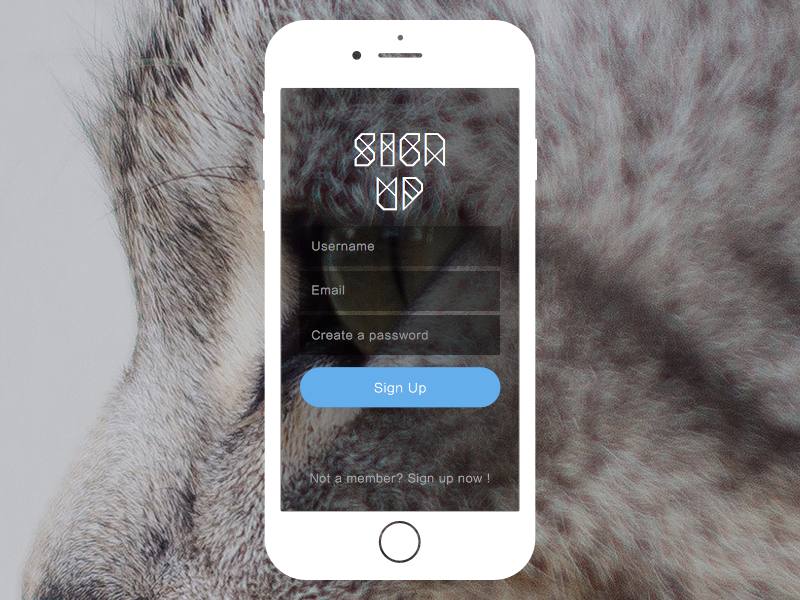 SIGN
UP
Username
Email
Create a password
Sign Up
Not a member? Sign up now !